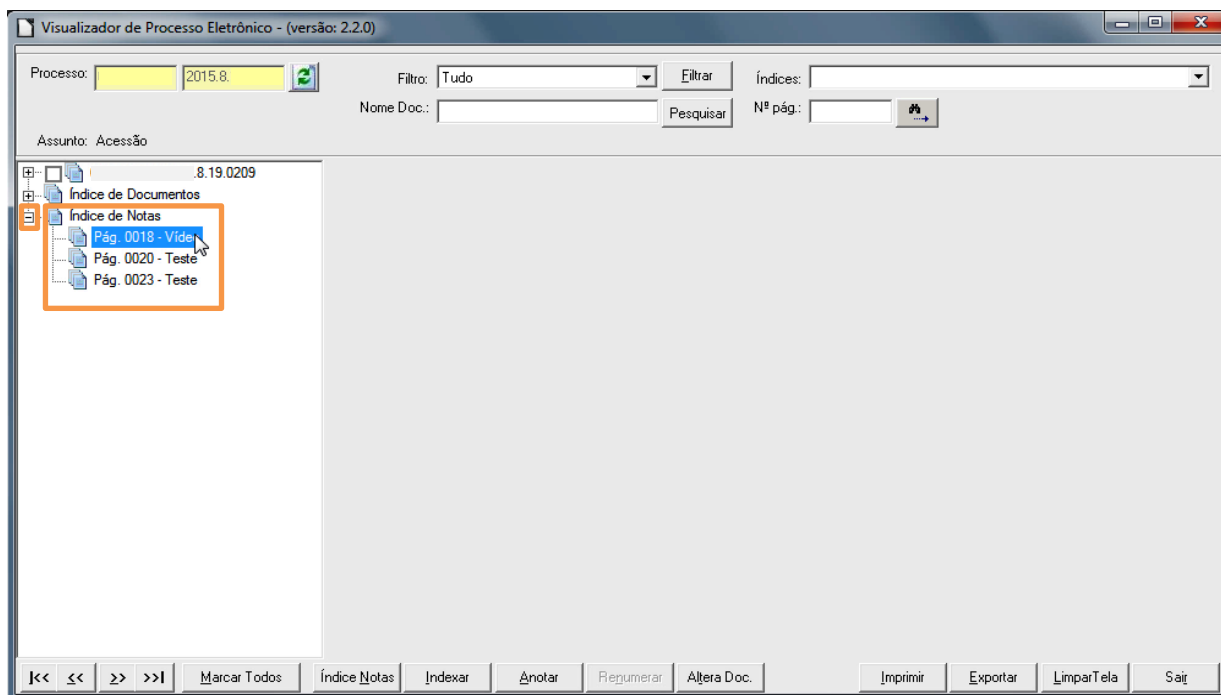 Visualizador de Processo Eletrônico - (versão: 2.2.0)
Processo: 2015.8. Filtro: Tudo Filtrar Índices:
Nome Doc.: Pesquisar Nº pág.:
Assunto: Acessão
.8.19.0209
Índice de Documentos
Índice de Notas
Pág. 0018 - Vídeo
Pág. 0020 - Teste
Pág. 0023 - Teste
|<< << >> >>| Marcar Todos Índice Notas Indexar Anotar Renumerar Altera Doc. Imprimir Exportar LimparTela Sair